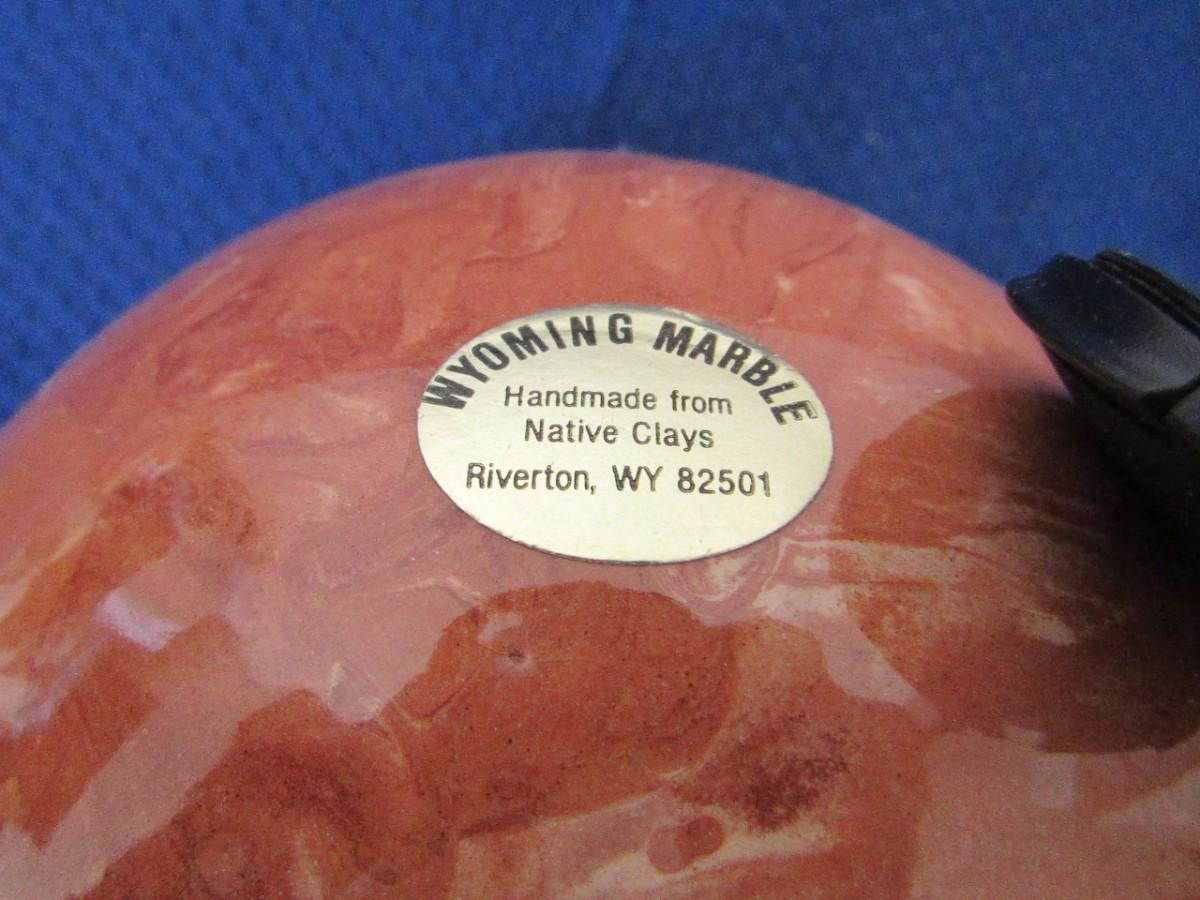 WYOMING MARBLE
Handmade from
Native Clays
Riverton, WY 82501